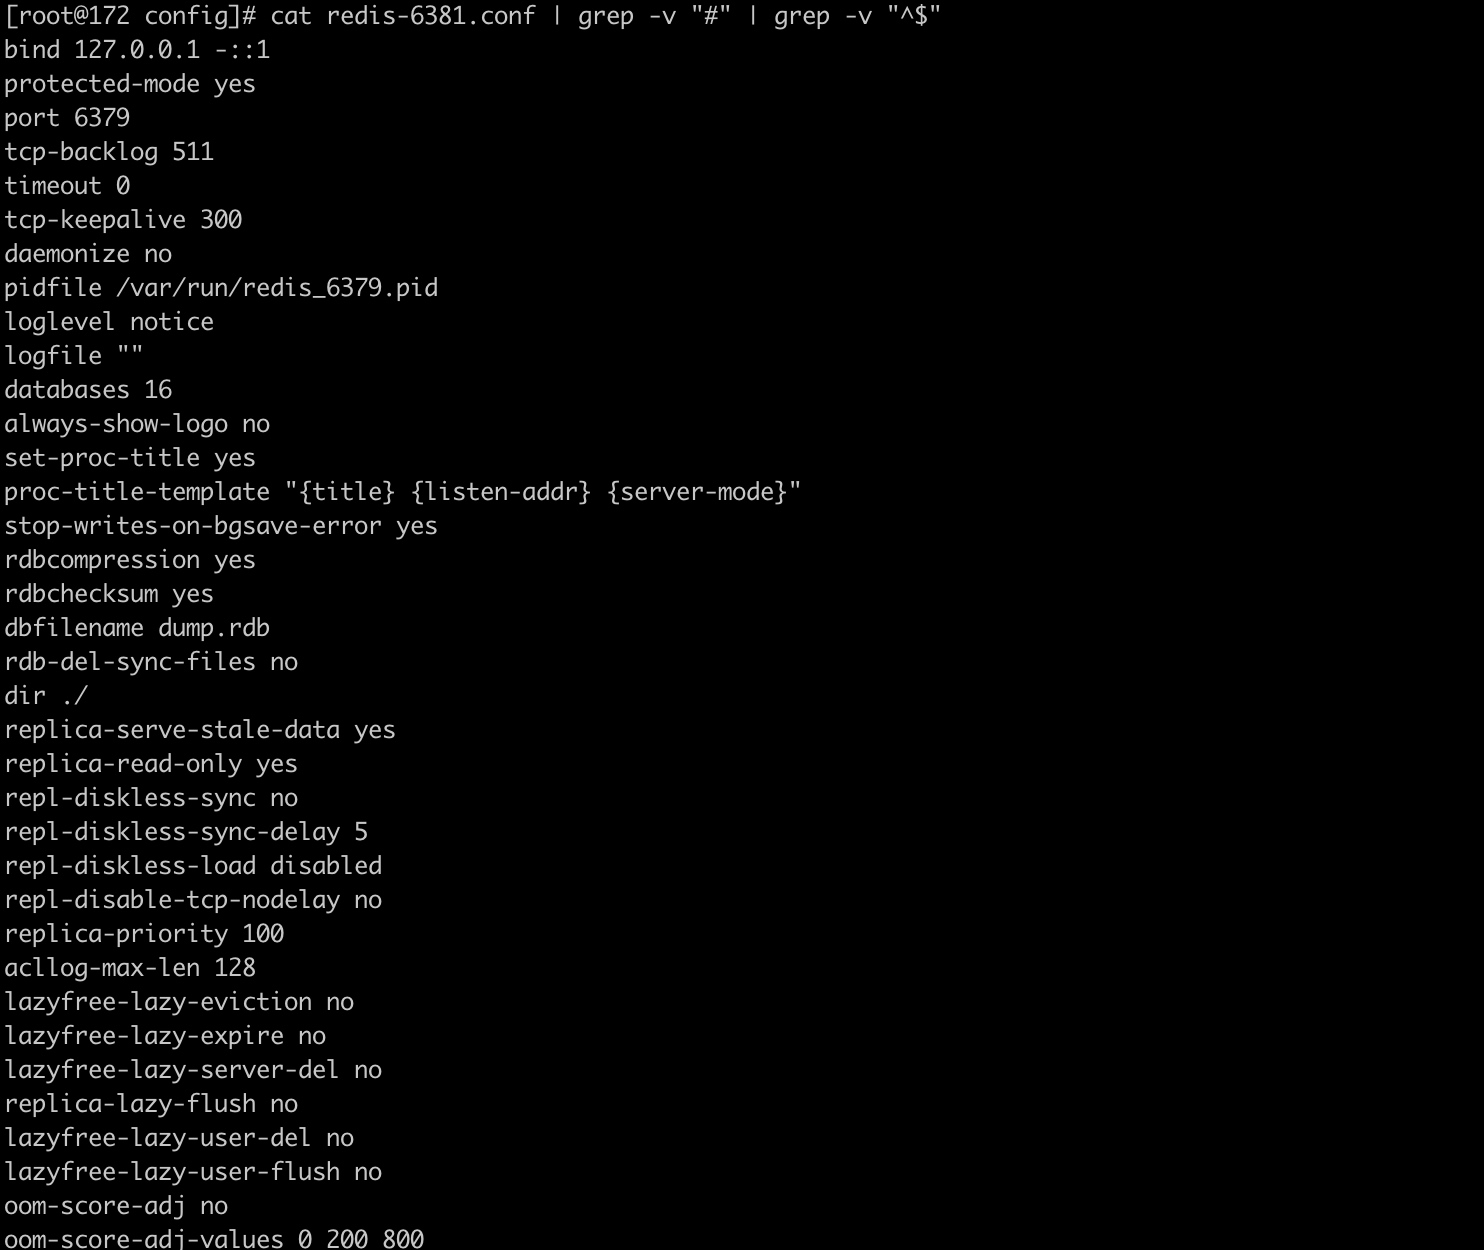 [root@172 config]# cat redis-6381.conf | grep -v "#" | grep -v "^$"
bind 127.0.0.1 -::1
protected-mode yes
port 6379
tcp-backlog 511
timeout 0
tcp-keepalive 300
daemonize no
pidfile /var/run/redis_6379.pid
loglevel notice
logfile ""
databases 16
always-show-logo no
set-proc-title yes
proc-title-template "{title} {listen-addr} {server-mode}"
stop-writes-on-bgsave-error yes
rdbcompression yes
rdbchecksum yes
dbfilename dump.rdb
rdb-del-sync-files no
dir ./
replica-serve-stale-data yes
replica-read-only yes
repl-diskless-sync no
repl-diskless-sync-delay 5
repl-diskless-load disabled
repl-disable-tcp-nodelay no
replica-priority 100
acllog-max-len 128
lazyfree-lazy-eviction no
lazyfree-lazy-expire no
lazyfree-lazy-server-del no
replica-lazy-flush no
lazyfree-lazy-user-del no
lazyfree-lazy-user-flush no
oom-score-adj no
oom-score-adj-values 0 200 800